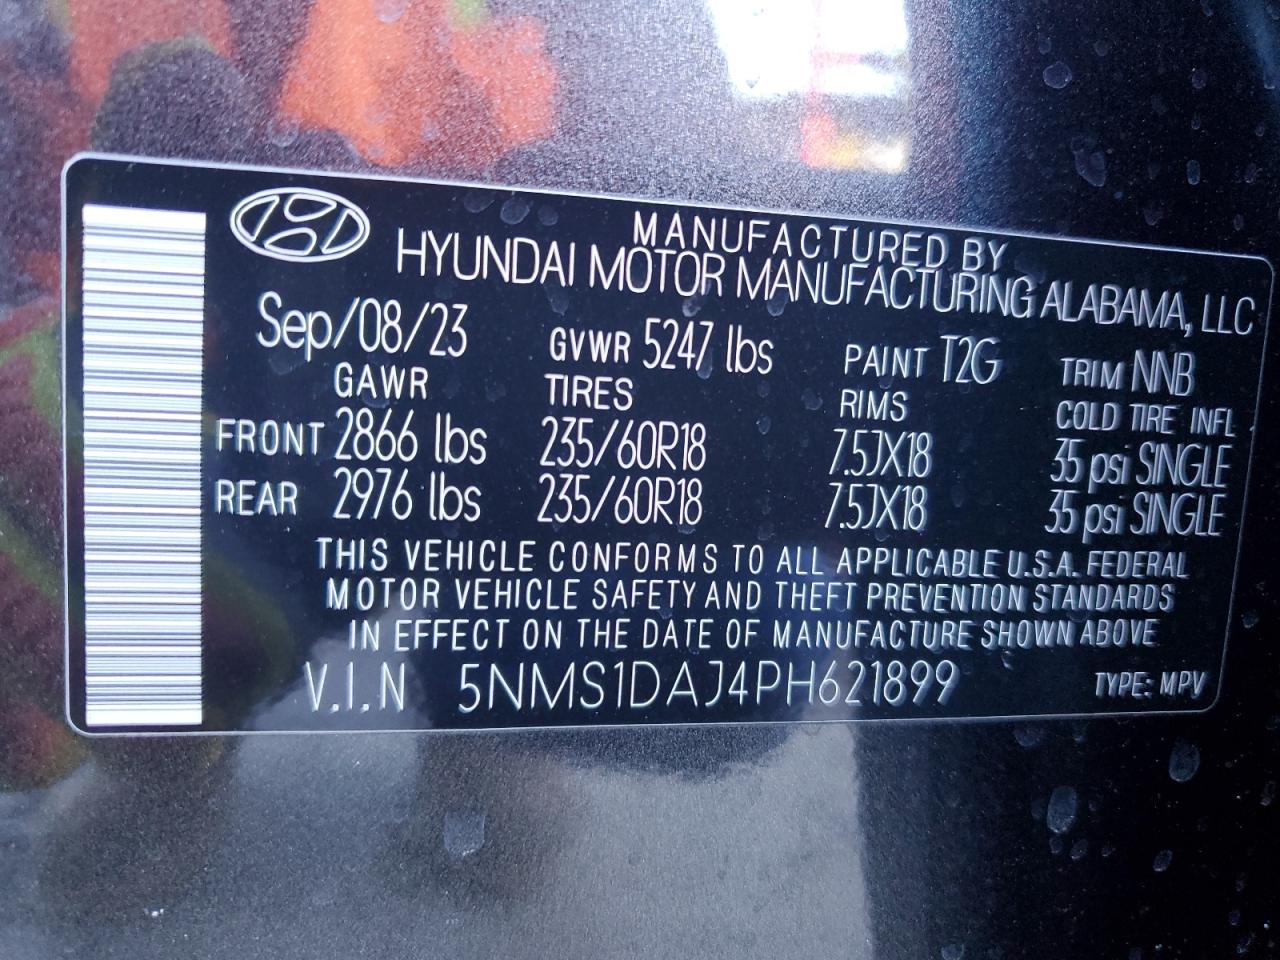 MANUFACTURED BY
HYUNDAI MOTOR MANUFACTURING ALABAMA, LLC
Sep/08/23 GVWR 5247 lbs PAINT T2G TRIM NNB
GAWR TIRES RIMS COLD TIRE INFL.
FRONT 2866 lbs 235/60R18 7.5JX18 35 psi SINGLE
REAR 2976 lbs 235/60R18 7.5JX18 35 psi SINGLE
THIS VEHICLE CONFORMS TO ALL APPLICABLE U.S.A. FEDERAL
MOTOR VEHICLE SAFETY AND THEFT PREVENTION STANDARDS
IN EFFECT ON THE DATE OF MANUFACTURE SHOWN ABOVE
V.I.N 5NMS1DAJ4PH621899 TYPE: MPV